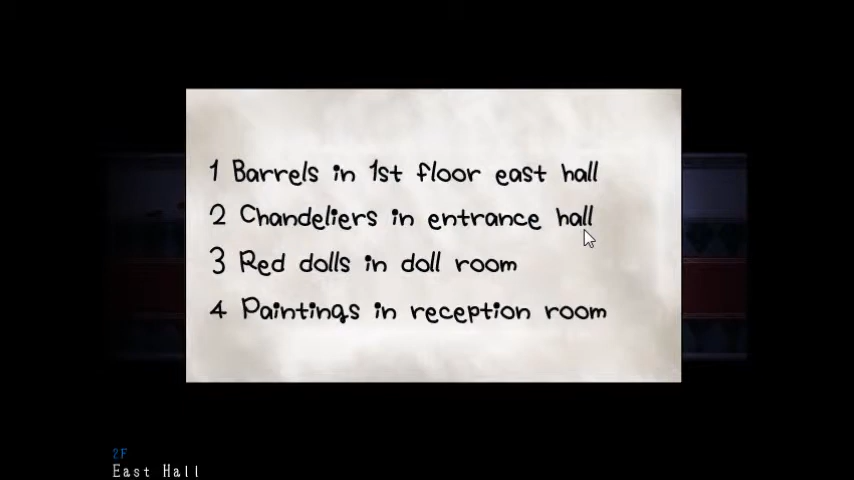 1 Barrels in 1st floor east hall
2 Chandeliers in entrance hall
3 Red dolls in doll room
4 Paintings in reception room
2F
East Hall